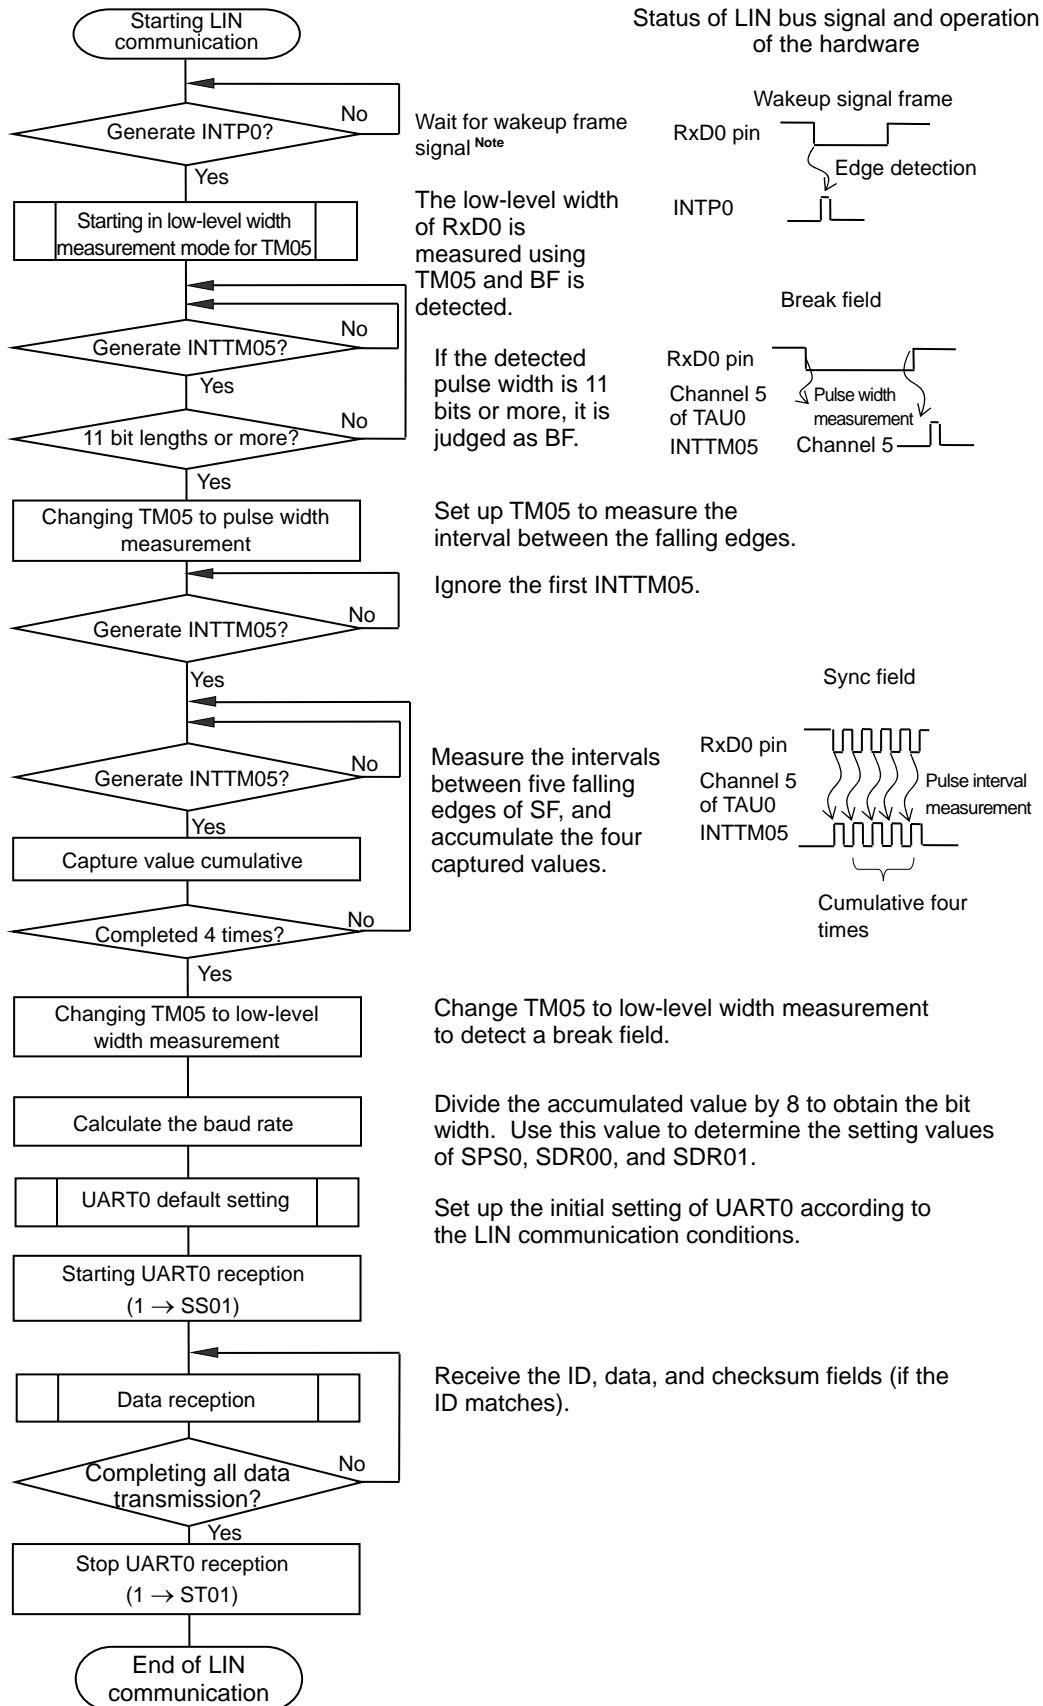 Starting LIN
communication
Status of LIN bus signal and operation
of the hardware
No
Generate INTP0?
Yes
Wait for wakeup frame
signal Note
Wakeup signal frame
RxD0 pin
Edge detection
INTP0
Starting in low-level width
measurement mode for TM05
The low-level width
of RxD0 is
measured using
TM05 and BF is
detected.
No
Generate INTTM05?
Yes
Break field
RxD0 pin
Channel 5
of TAU0
Pulse width
measurement
INTTM05
Channel 5
If the detected
pulse width is 11
bits or more, it is
judged as BF.
No
11 bit lengths or more?
Yes
Changing TM05 to pulse width
measurement
Set up TM05 to measure the
interval between the falling edges.
Ignore the first INTTM05.
No
Generate INTTM05?
Yes
Sync field
RxD0 pin
Channel 5
of TAU0
Pulse interval
measurement
INTTM05
Cumulative four
times
No
Generate INTTM05?
Yes
Measure the intervals
between five falling
edges of SF, and
accumulate the four
captured values.
Capture value cumulative
No
Completed 4 times?
Yes
Changing TM05 to low-level
width measurement
Change TM05 to low-level width measurement
to detect a break field.
Calculate the baud rate
Divide the accumulated value by 8 to obtain the bit
width. Use this value to determine the setting values
of SPS0, SDR00, and SDR01.
UART0 default setting
Set up the initial setting of UART0 according to
the LIN communication conditions.
Starting UART0 reception
(1 → SS01)
Data reception
Receive the ID, data, and checksum fields (if the
ID matches).
No
Completing all data
transmission?
Yes
Stop UART0 reception
(1 → ST01)
End of LIN
communication